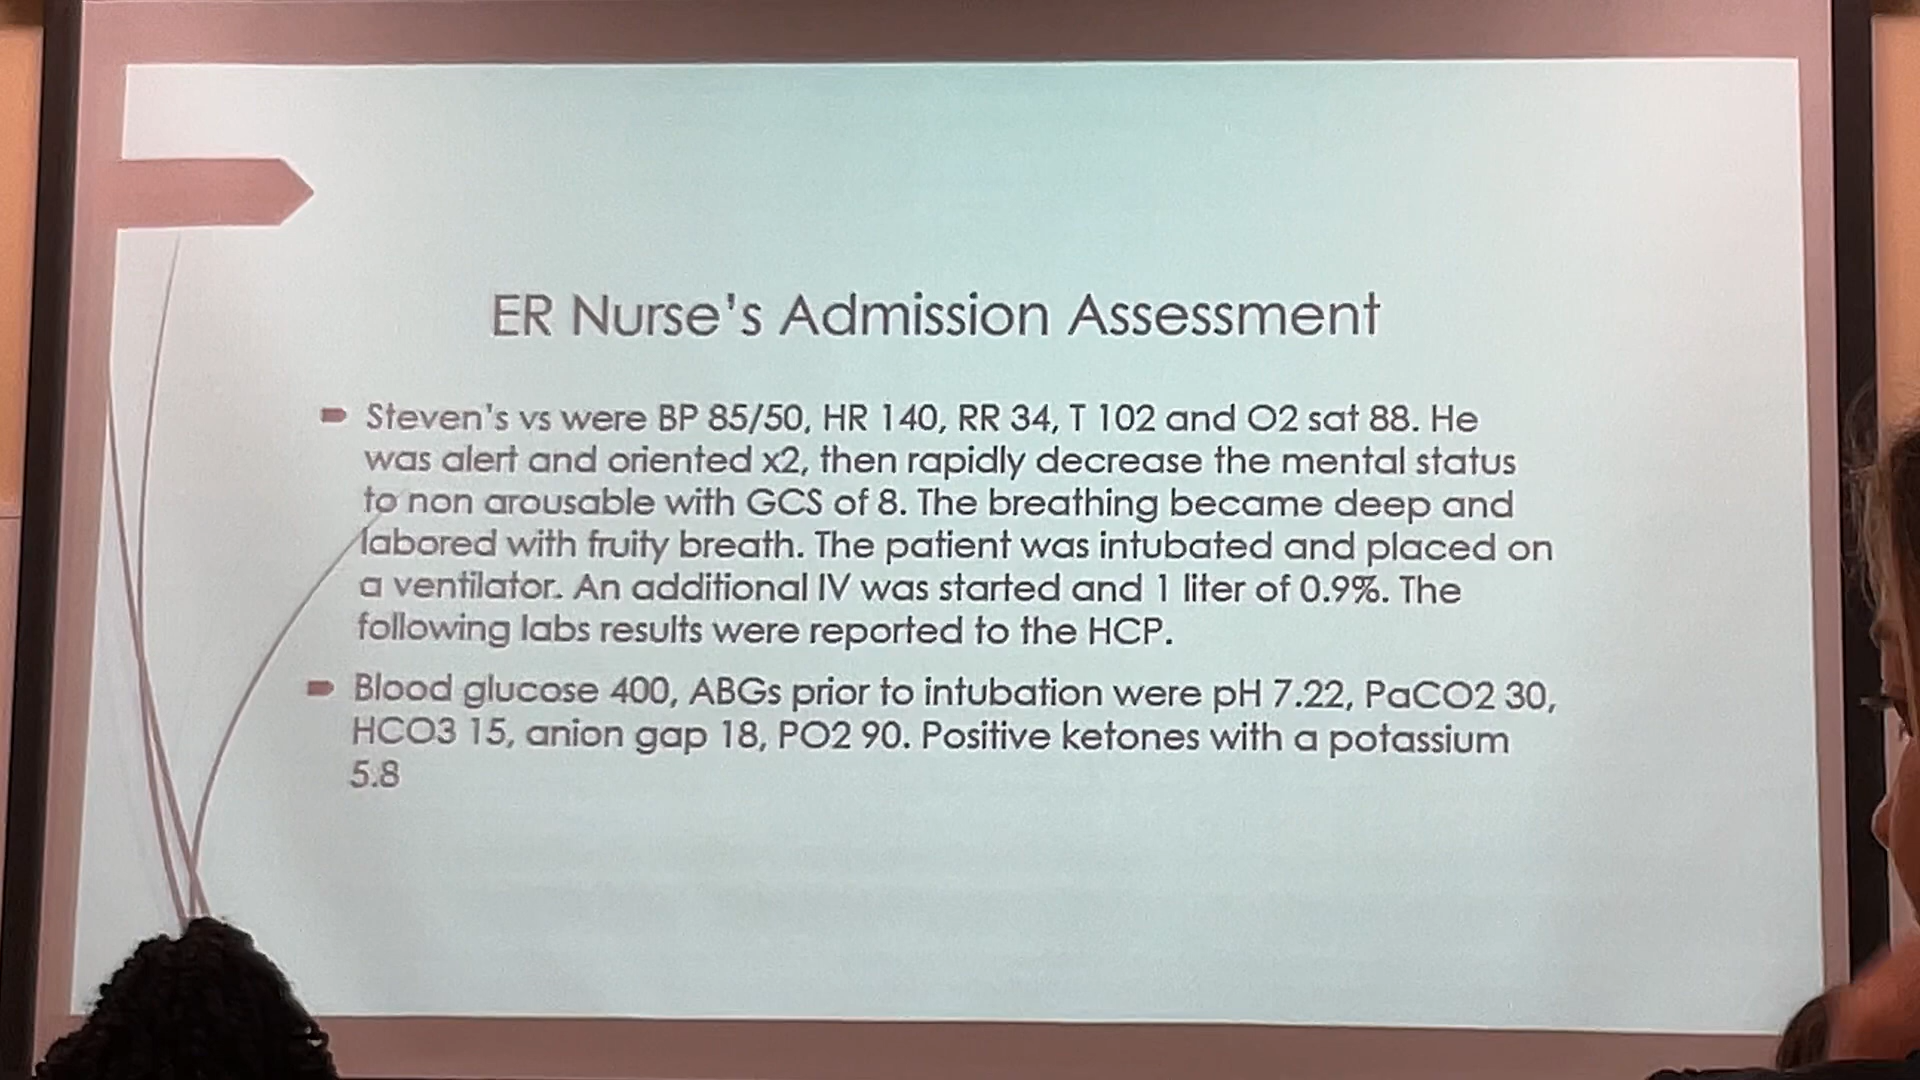 ER Nurse's Admission Assessment
Steven's vs were BP 85/50, HR 140, RR 34, T 102 and O2 sat 88. He
was alert and oriented x2, then rapidly decrease the mental status
to non arousable with GCS of 8. The breathing became deep and
labored with fruity breath. The patient was intubated and placed on
a ventilator. An additional IV was started and 1 liter of 0.9%. The
following labs results were reported to the HCP.
Blood glucose 400, ABGs prior to intubation were pH 7.22, PaCO2 30,
HCO3 15, anion gap 18, PO2 90. Positive ketones with a potassium
5.8